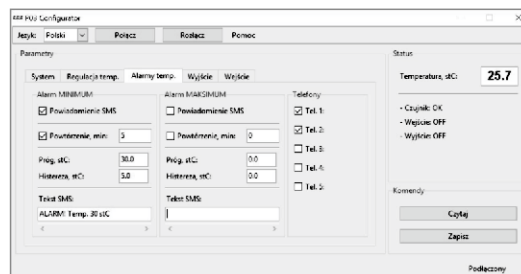 ### FOX Configurator
Język: Polski Połącz Rozłącz Pomoc
Parametry
System Regulacja temp. Alarmy temp. Wyjście Wejście
Alarm MINIMUM
Powiadomienie SMS
Powtórzenie, min: 5
Próg, stC: 30.0
Histereza, stC: 5.0
Tekst SMS:
ALARM! Temp. 30 stC
Alarm MAKSIMUM
Powiadomienie SMS
Powtórzenie, min: 0
Próg, stC: 0.0
Histereza, stC: 0.0
Tekst SMS:
Telefony
Tel. 1:
Tel. 2:
Tel. 3:
Tel. 4:
Tel. 5:
Status
Temperatura, stC: 25.7
- Czujnik: OK
- Wejście: OFF
- Wyjście: OFF
Komendy
Czytaj
Zapisz
Podłączony